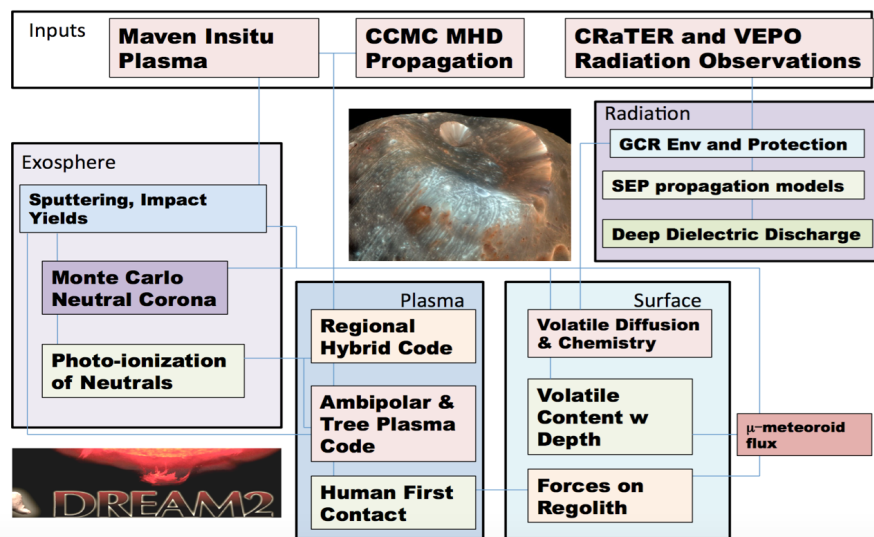 Inputs
Maven Insitu
Plasma
CCMC MHD
Propagation
CRaTER and VEPO
Radiation Observations
Radiation
GCR Env and Protection
SEP propagation models
Deep Dielectric Discharge
Exosphere
Sputtering, Impact
Yields
Monte Carlo
Neutral Corona
Photo-ionization
of Neutrals
Plasma
Regional
Hybrid Code
Ambipolar &
Tree Plasma
Code
Human First
Contact
Surface
Volatile Diffusion
& Chemistry
Volatile
Content w
Depth
Forces on
Regolith
μ-meteoroid
flux
DREAM2